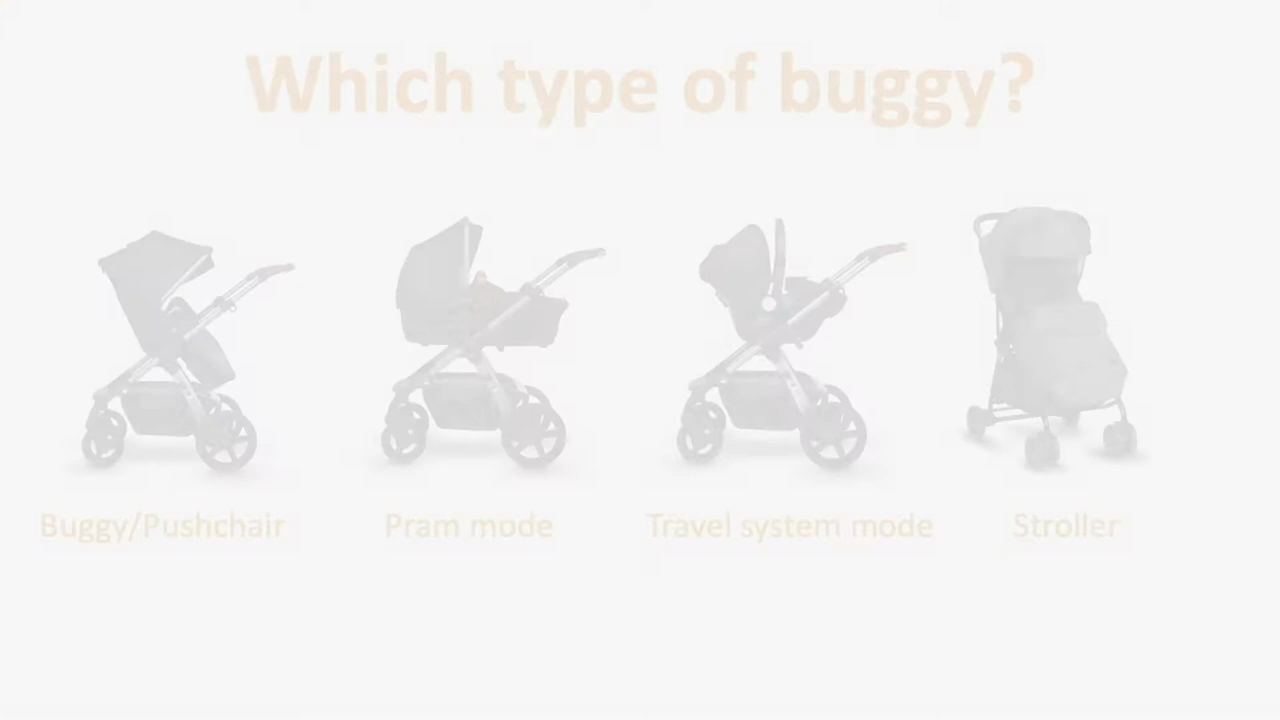 Which type of buggy?
Buggy/Pushchair
Pram mode
Travel system mode
Stroller